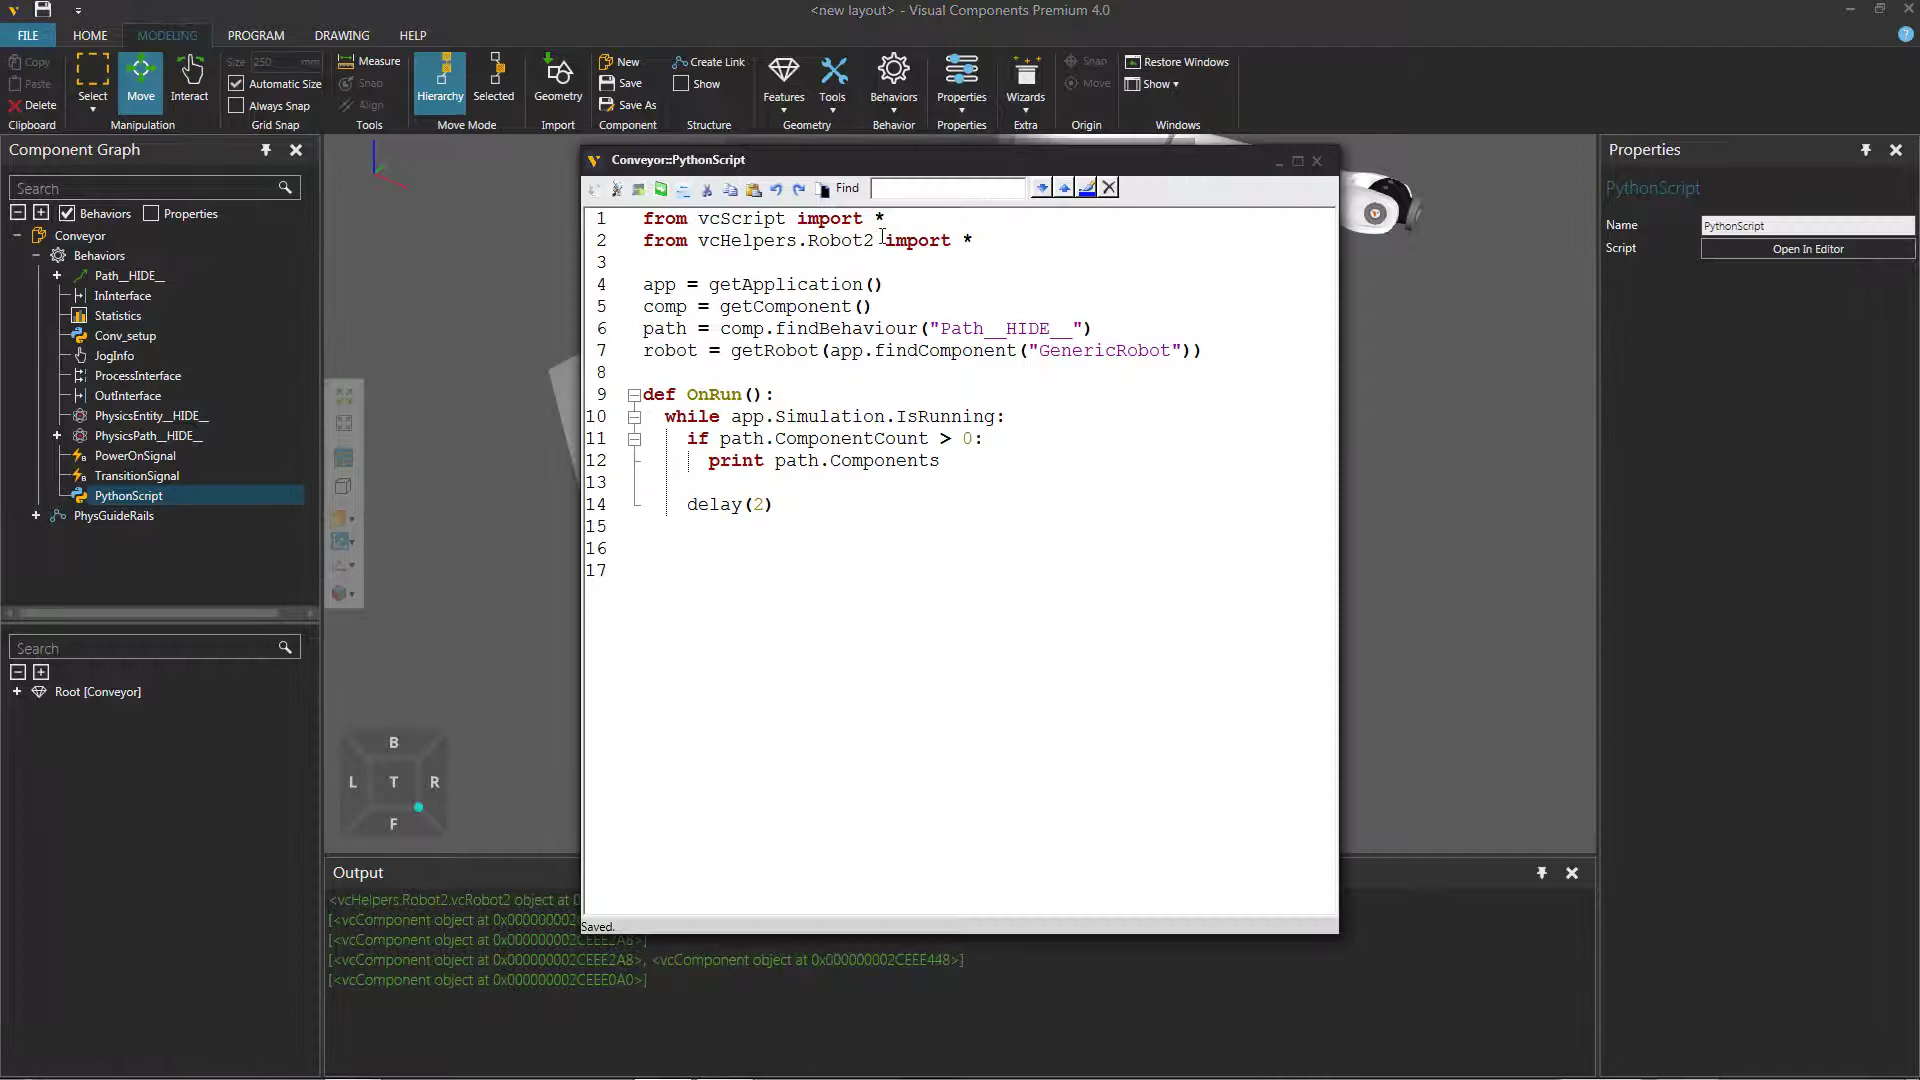 <new layout> - Visual Components Premium 4.0
FILE
HOME
MODELING
PROGRAM
DRAWING
HELP
Copy
Paste
Delete
Clipboard
Select
Move
Interact
Manipulation
Size 250 mm
Automatic Size
Always Snap
Grid Snap
Measure
Snap
Align
Tools
Hierarchy
Selected
Move Mode
Geometry
Import
New
Save
Save As
Component
Create Link
Show
Structure
Features
Tools
Geometry
Behaviors
Behavior
Properties
Properties
Wizards
Extra
Snap
Move
Origin
Restore Windows
Show
Windows
Component Graph
Search
Behaviors
Properties
Conveyor
Behaviors
Path__HIDE__
InInterface
Statistics
Conv_setup
JogInfo
ProcessInterface
OutInterface
PhysicsEntity__HIDE__
PhysicsPath__HIDE__
PowerOnSignal
TransitionSignal
PythonScript
PhysGuideRails
Search
Root [Conveyor]
Conveyor::PythonScript
Find
1 from vcScript import *
2 from vcHelpers.Robot2 import *
3
4 app = getApplication()
5 comp = getComponent()
6 path = comp.findBehaviour("Path__HIDE__")
7 robot = getRobot(app.findComponent("GenericRobot"))
8
9 def OnRun():
10 while app.Simulation.IsRunning:
11 if path.ComponentCount > 0:
12 print path.Components
13
14 delay(2)
15
16
17
Saved.
B
L T R
F
Output
<vcHelpers.Robot2.vcRobot2 object at 0
[<vcComponent object at 0x000000002C
[<vcComponent object at 0x000000002CEEE2A8>]
[<vcComponent object at 0x000000002CEEE2A8>, <vcComponent object at 0x000000002CEEE448>]
[<vcComponent object at 0x000000002CEEE0A0>]
Properties
PythonScript
Name PythonScript
Script Open In Editor